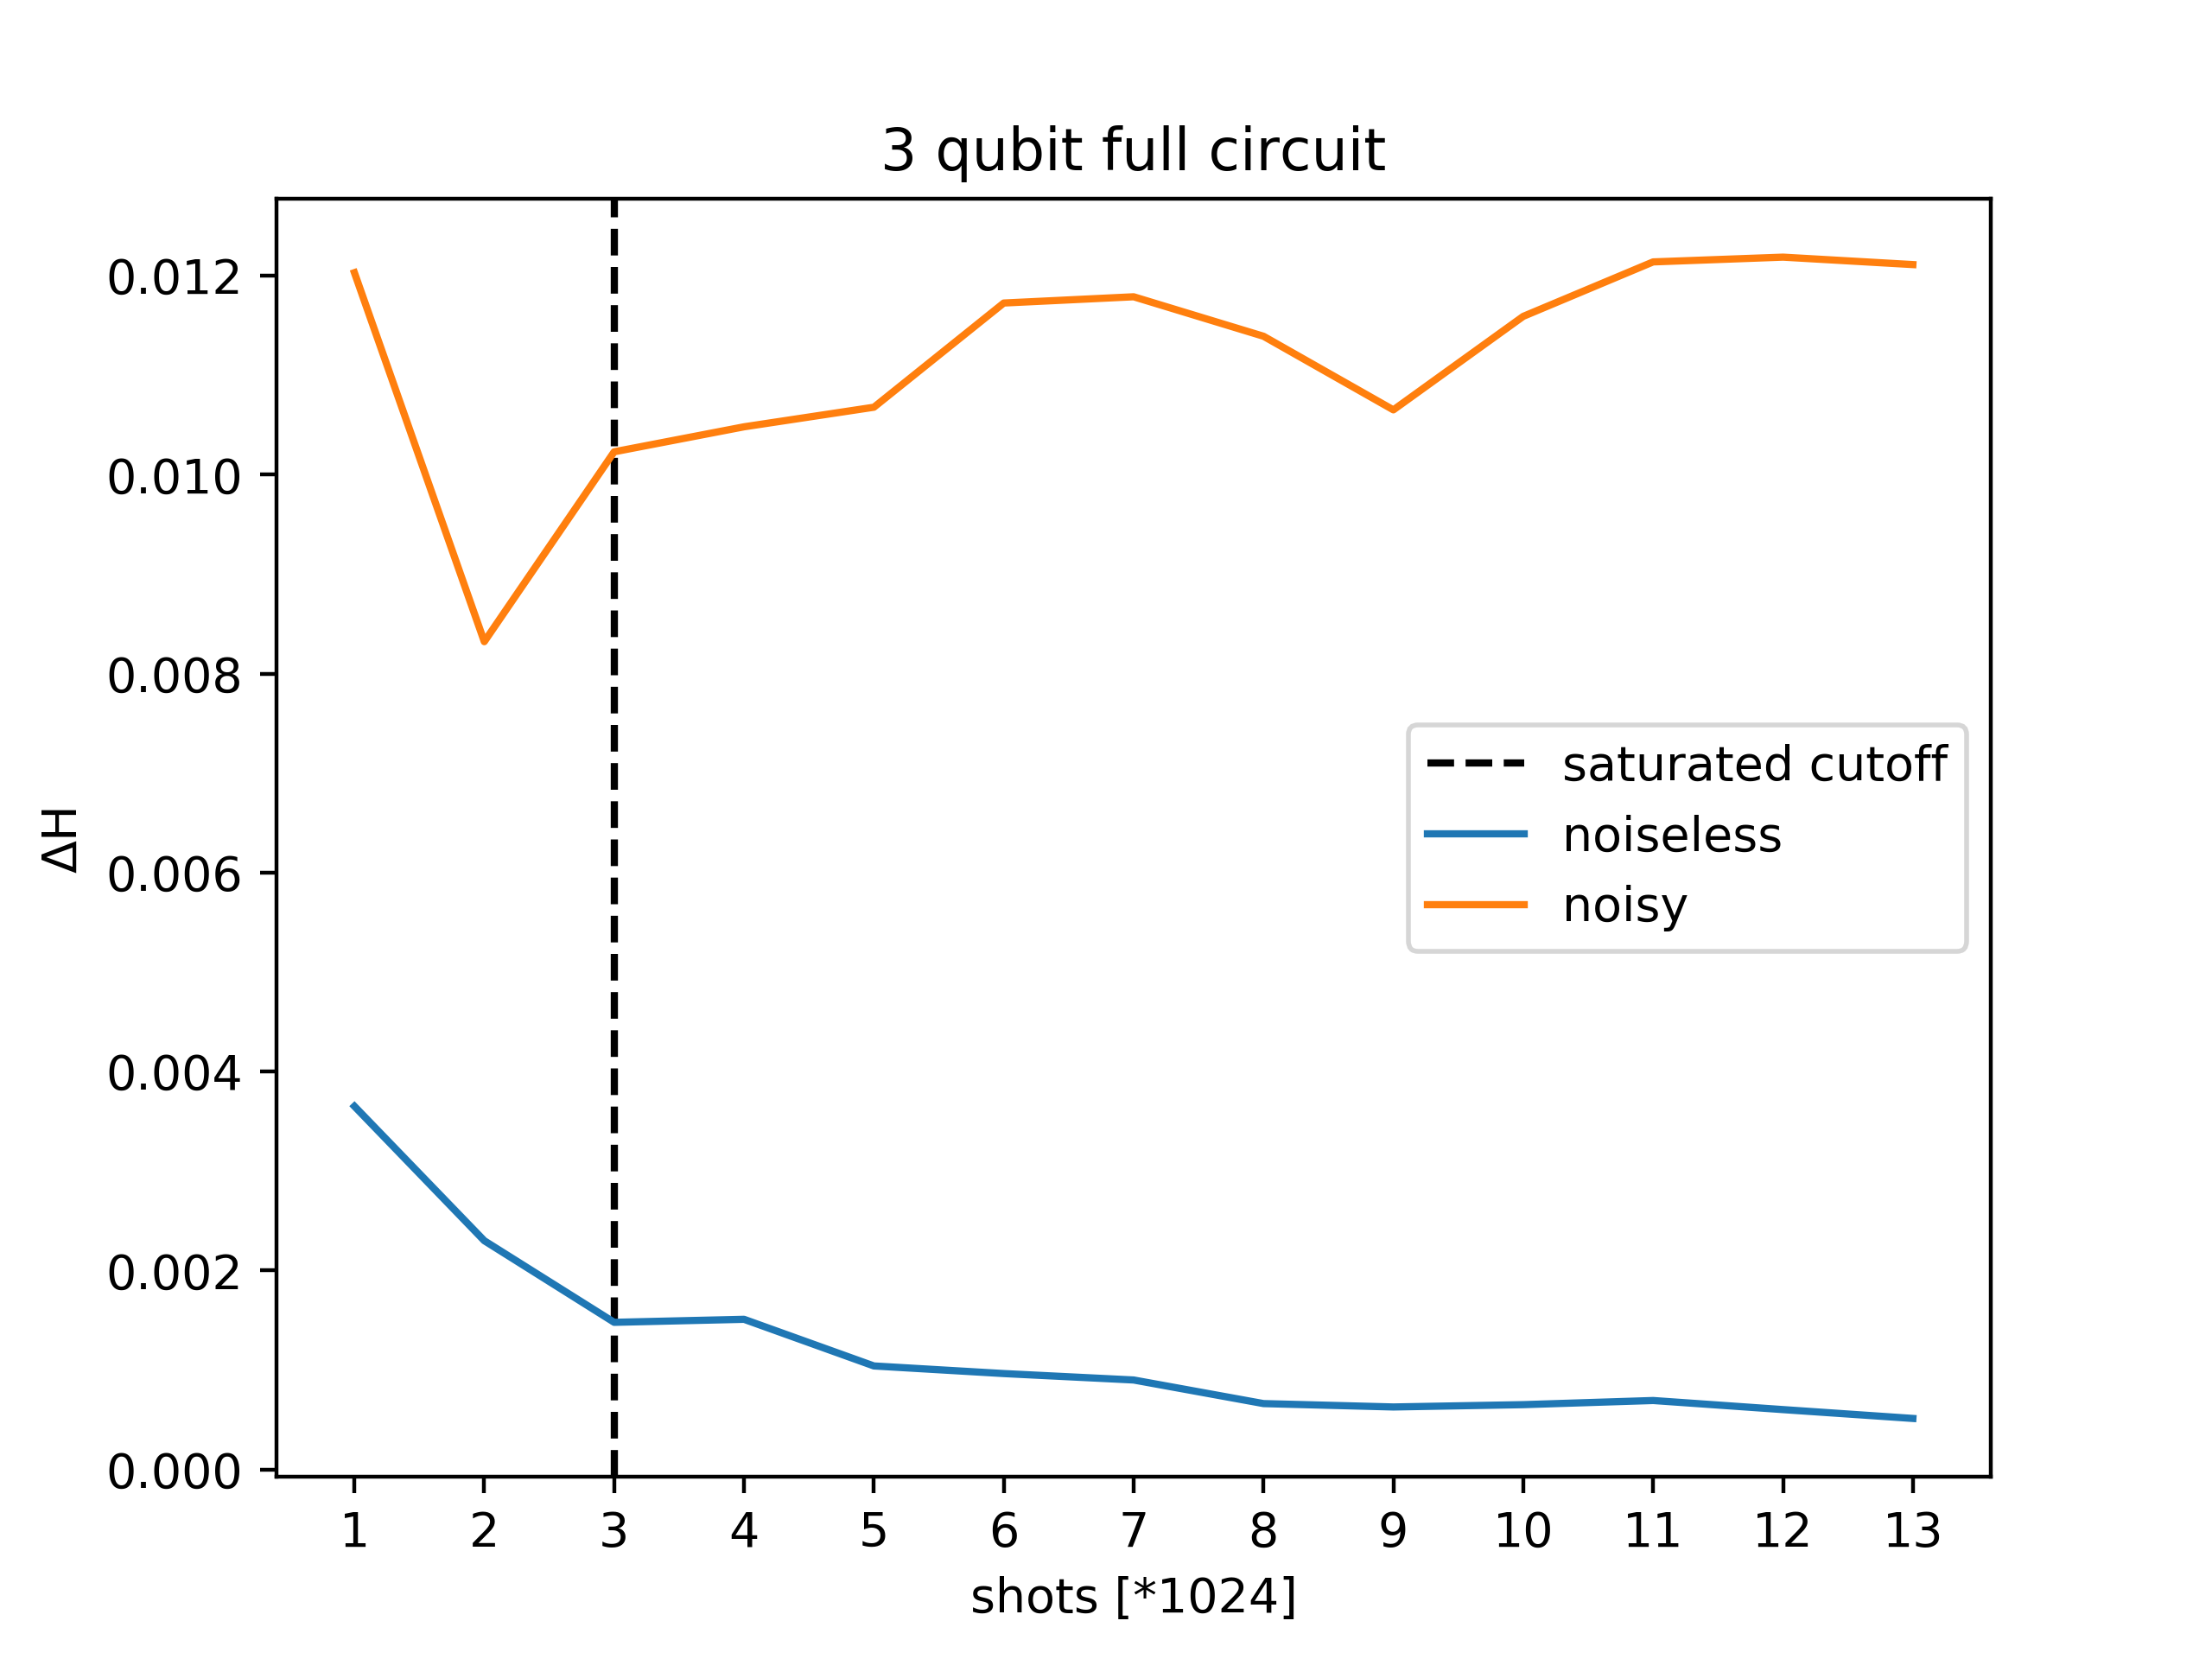 3 qubit full circuit
0.012
0.010
0.008
0.006
0.004
0.002
0.000
ΔH
saturated cutoff
noiseless
noisy
1 2 3 4 5 6 7 8 9 10 11 12 13
shots [*1024]